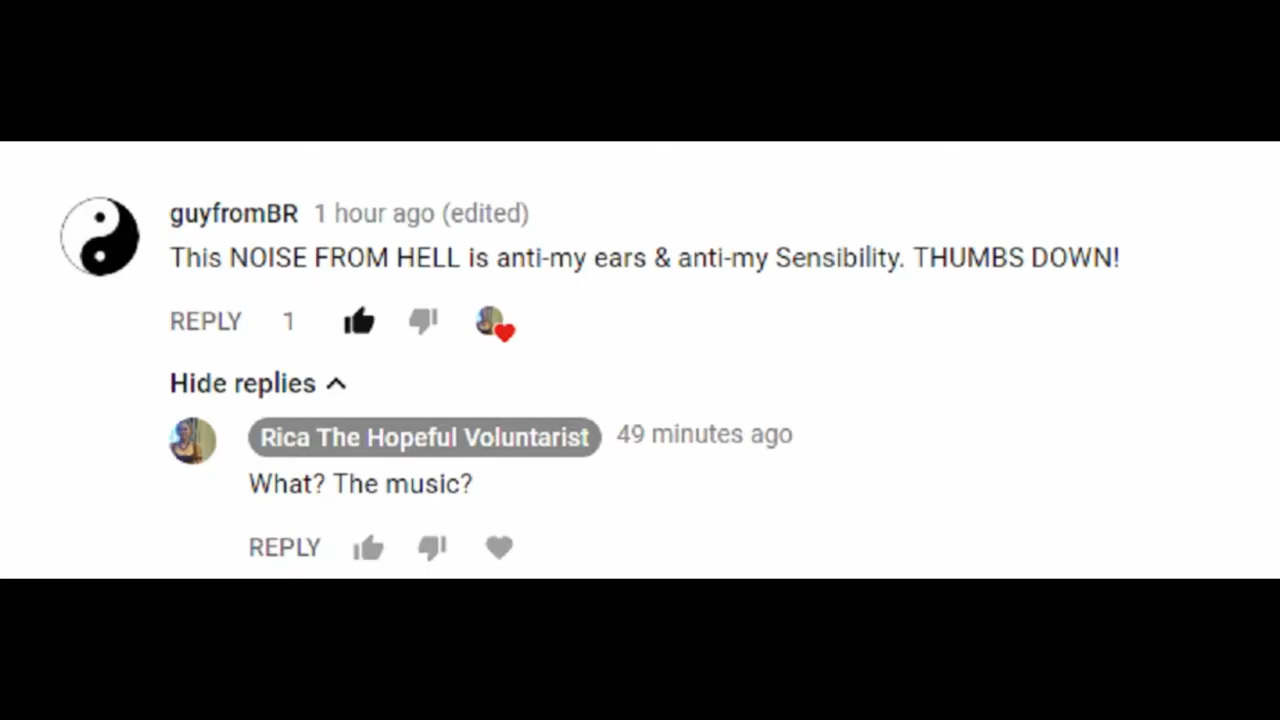 guyfromBR 1 hour ago (edited)
This NOISE FROM HELL is anti-my ears & anti-my Sensibility. THUMBS DOWN!
REPLY 1
Hide replies
Rica The Hopeful Voluntarist 49 minutes ago
What? The music?
REPLY